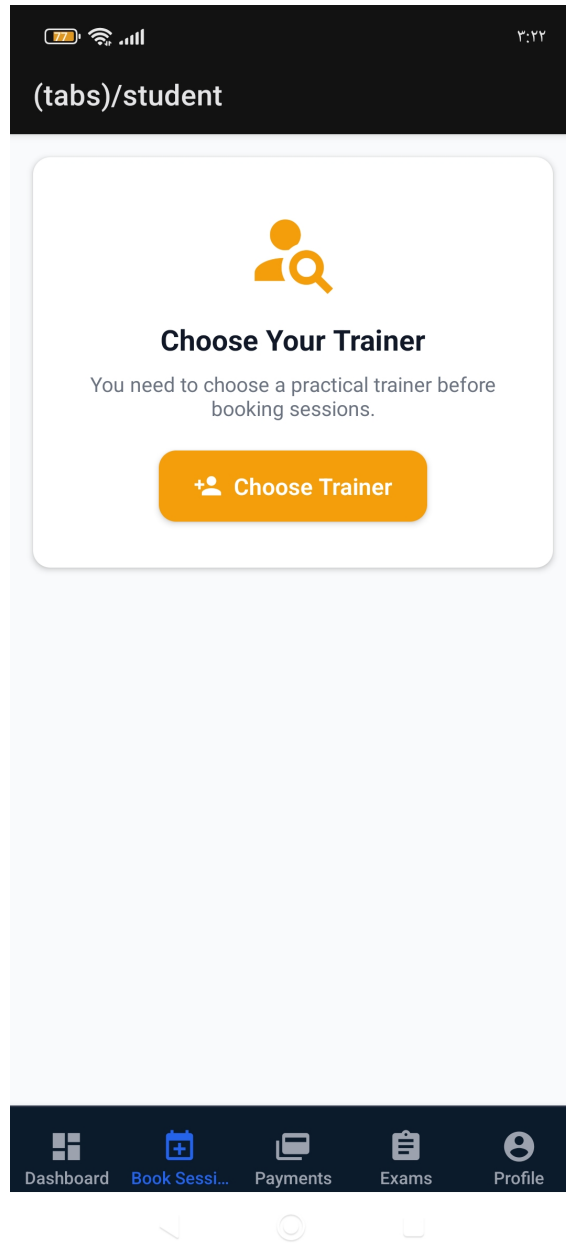 77
٣:٢٢
(tabs)/student
Choose Your Trainer
You need to choose a practical trainer before
booking sessions.
Choose Trainer
Dashboard
Book Sessi...
Payments
Exams
Profile